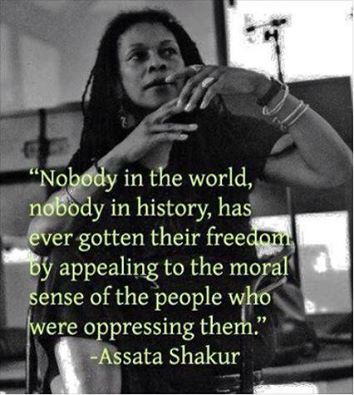 “Nobody in the world,
nobody in history, has
ever gotten their freedom
by appealing to the moral
sense of the people who
were oppressing them.”
-Assata Shakur